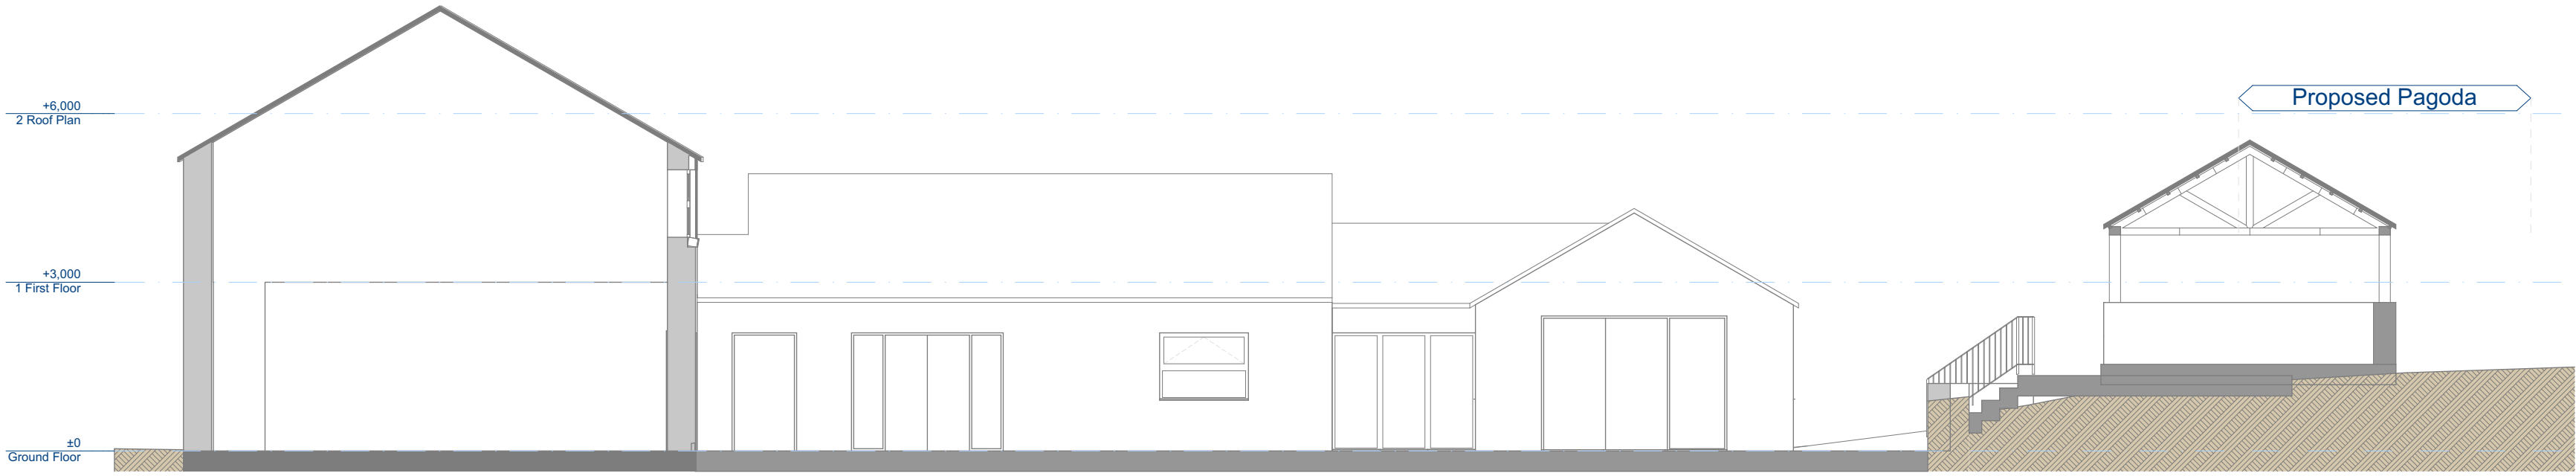 +6,000
2 Roof Plan
Proposed Pagoda
+3,000
1 First Floor
±0
Ground Floor